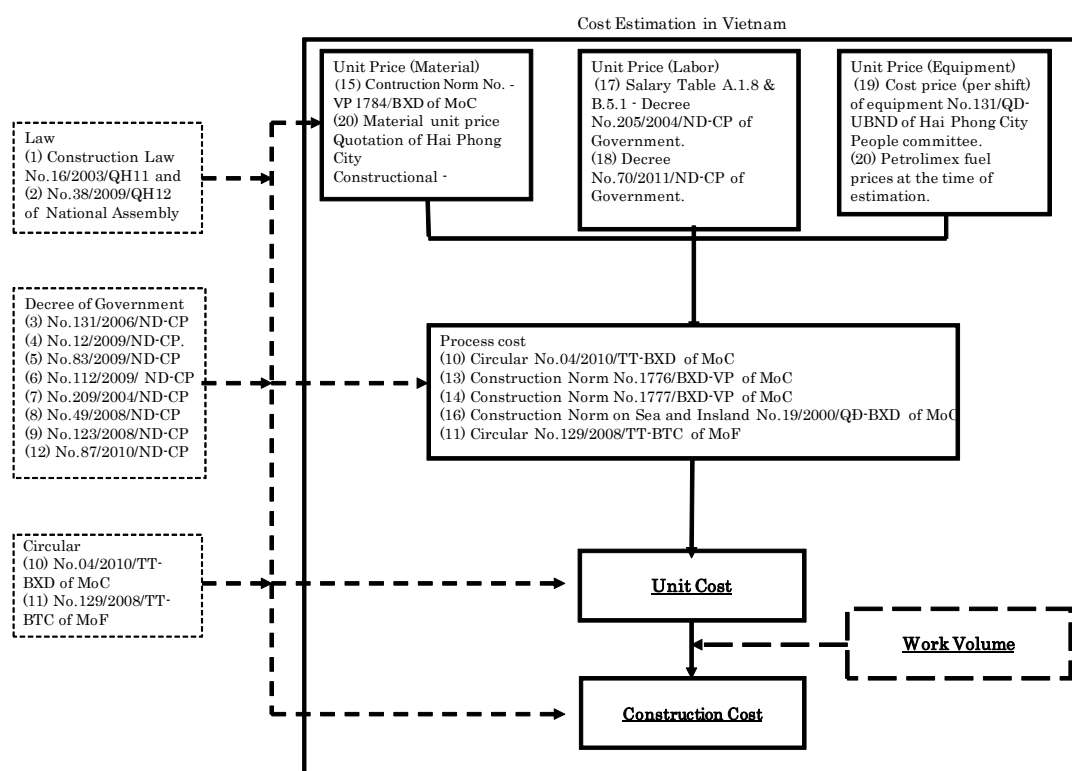 Cost Estimation in Vietnam
Unit Price (Material)
(15) Contruction Norm No. -
VP 1784/BXD of MoC
(20) Material unit price
Quotation of Hai Phong
City
Constructional -
Unit Price (Labor)
(17) Salary Table A.1.8 &
B.5.1 - Decree
No.205/2004/ND-CP of
Government.
(18) Decree
No.70/2011/ND-CP of
Government.
Unit Price (Equipment)
(19) Cost price (per shift)
of equipment No.131/QD-
UBND of Hai Phong City
People committee.
(20) Petrolimex fuel
prices at the time of
estimation.
Law
(1) Construction Law
No.16/2003/QH11 and
(2) No.38/2009/QH12
of National Assembly
Decree of Government
(3) No.131/2006/ND-CP
(4) No.12/2009/ND-CP.
(5) No.83/2009/ND-CP
(6) No.112/2009/ ND-CP
(7) No.209/2004/ND-CP
(8) No.49/2008/ND-CP
(9) No.123/2008/ND-CP
(12) No.87/2010/ND-CP
Process cost
(10) Circular No.04/2010/TT-BXD of MoC
(13) Construction Norm No.1776/BXD-VP of MoC
(14) Construction Norm No.1777/BXD-VP of MoC
(16) Construction Norm on Sea and Insland No.19/2000/QĐ-BXD of MoC
(11) Circular No.129/2008/TT-BTC of MoF
Circular
(10) No.04/2010/TT-
BXD of MoC
(11) No.129/2008/TT-
BTC of MoF
Unit Cost
Work Volume
Construction Cost